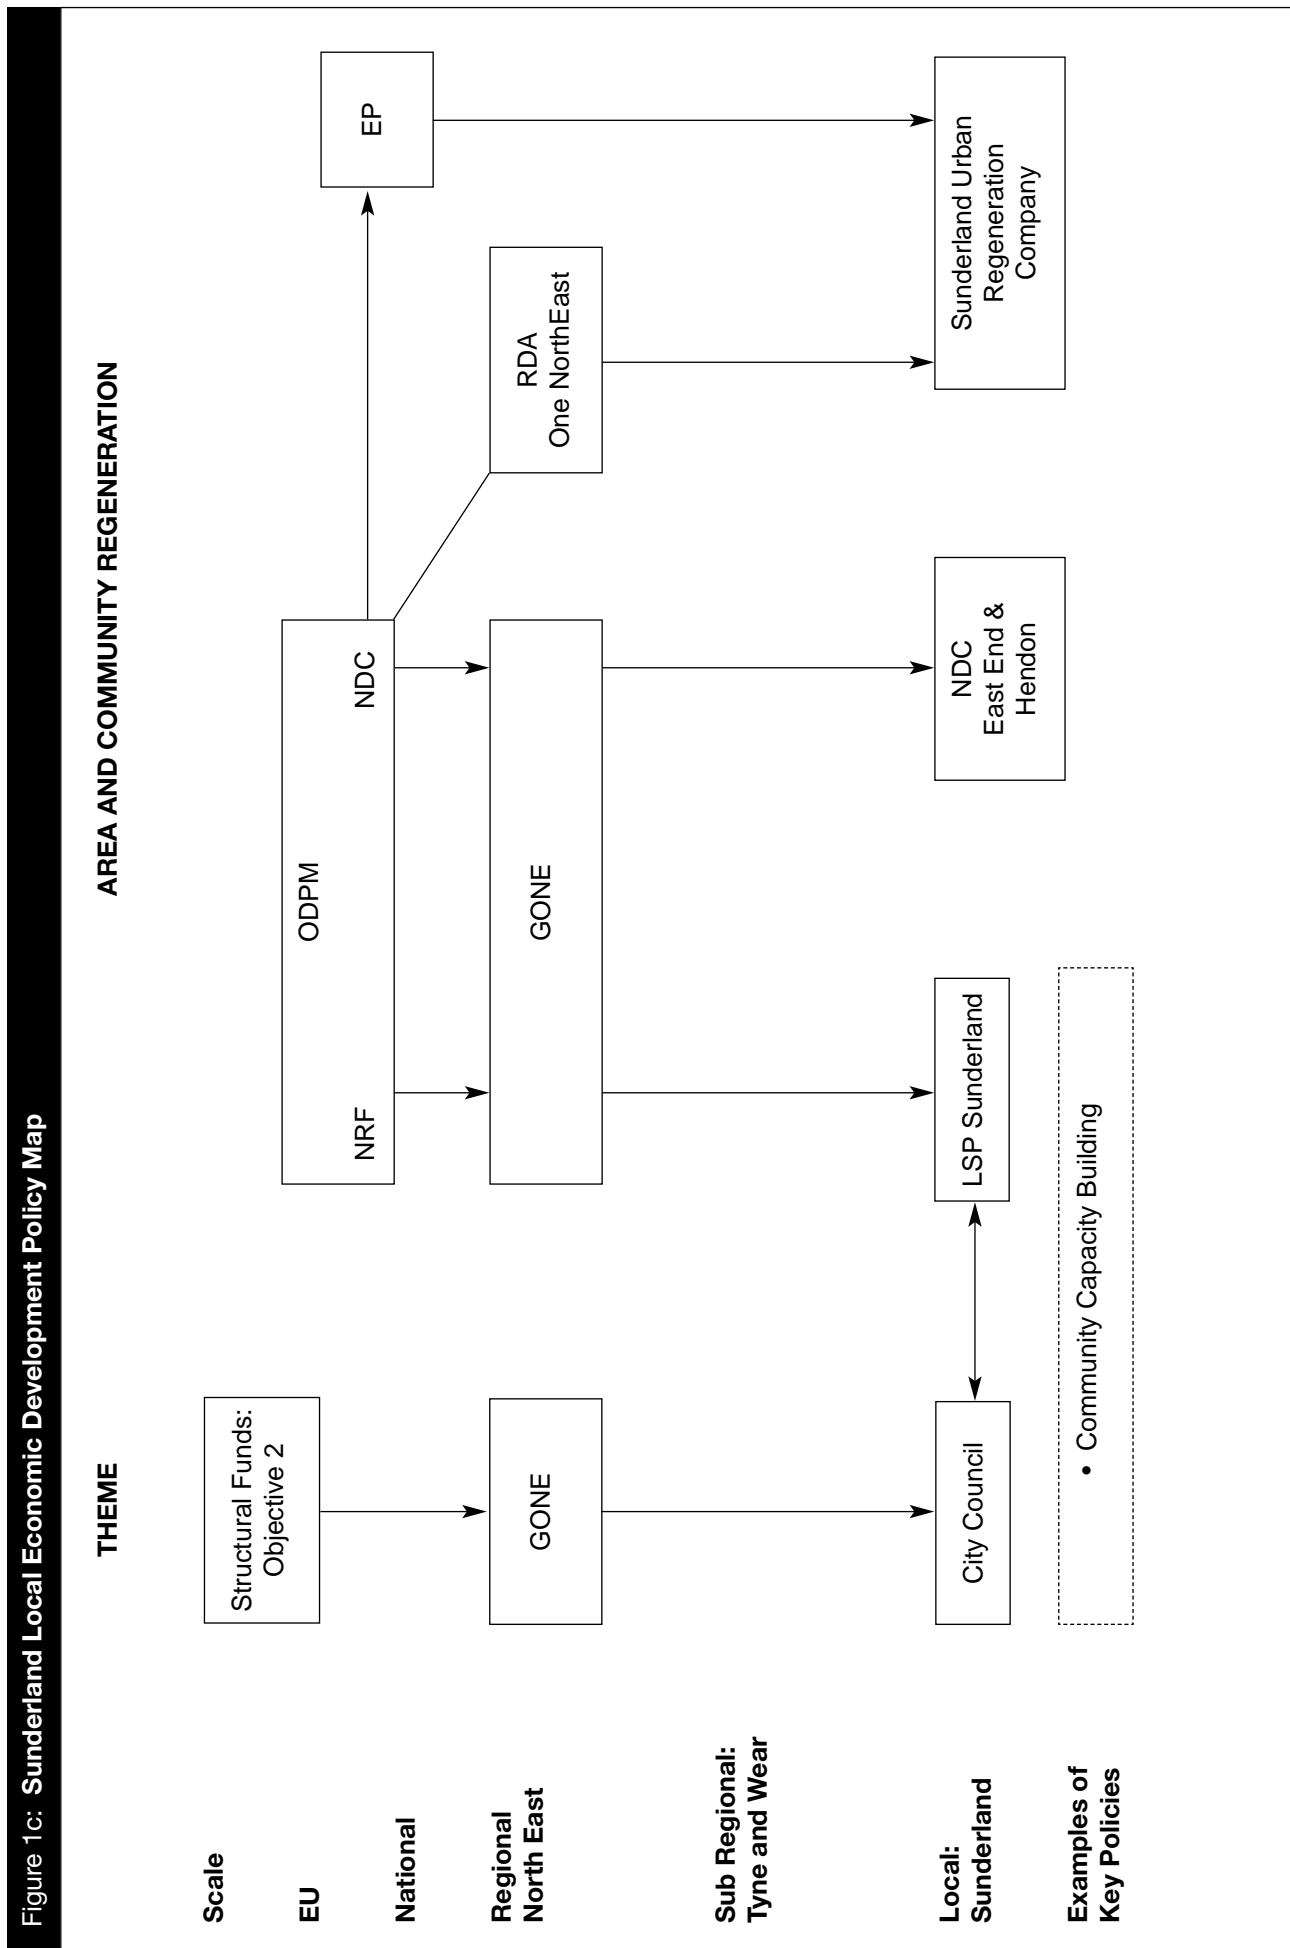 Figure 1c: Sunderland Local Economic Development Policy Map
THEME
AREA AND COMMUNITY REGENERATION
Scale
EU
Structural Funds:
Objective 2
National
ODPM
NRF
NDC
EP
Regional
North East
GONE
GONE
RDA
One NorthEast
Sub Regional:
Tyne and Wear
Local:
Sunderland
City Council
LSP Sunderland
NDC
East End &
Hendon
Sunderland Urban
Regeneration
Company
Examples of
Key Policies
• Community Capacity Building